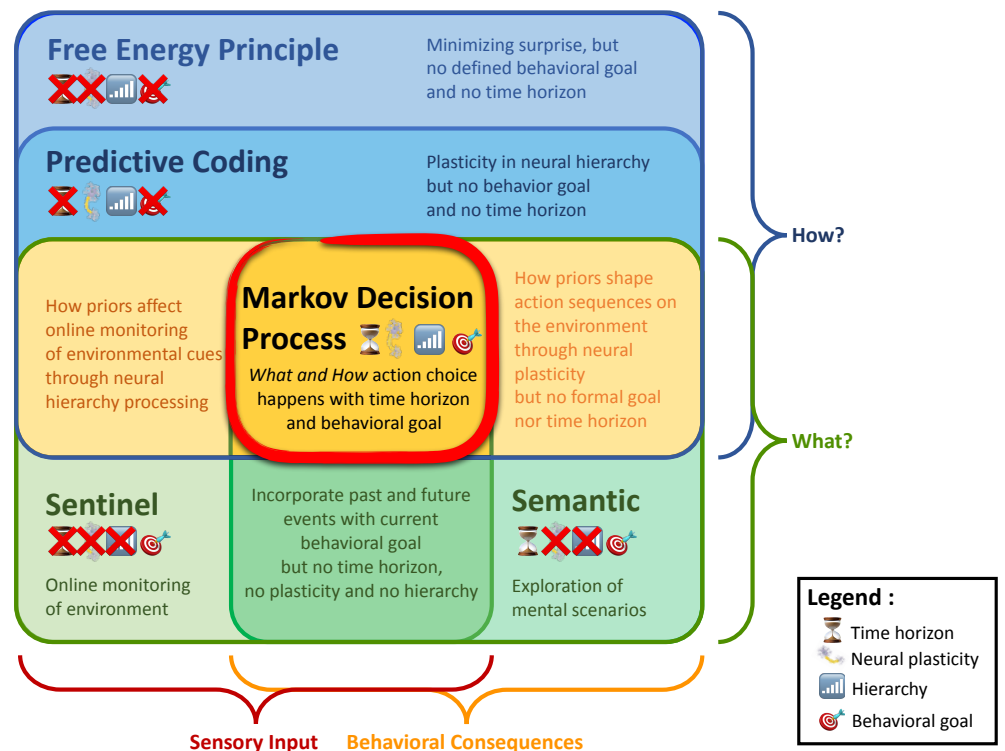 Free Energy Principle
Minimizing surprise, but
no defined behavioral goal
and no time horizon
Predictive Coding
Plasticity in neural hierarchy
but no behavior goal
and no time horizon
How?
How priors affect
online monitoring
of environmental cues
through neural
hierarchy processing
Markov Decision
Process
What and How action choice
happens with time horizon
and behavioral goal
How priors shape
action sequences on
the environment
through neural
plasticity
but no formal goal
nor time horizon
What?
Sentinel
Online monitoring
of environment
Incorporate past and future
events with current
behavioral goal
but no time horizon,
no plasticity and no hierarchy
Semantic
Exploration of
mental scenarios
Legend :
Time horizon
Neural plasticity
Hierarchy
Behavioral goal
Sensory Input
Behavioral Consequences